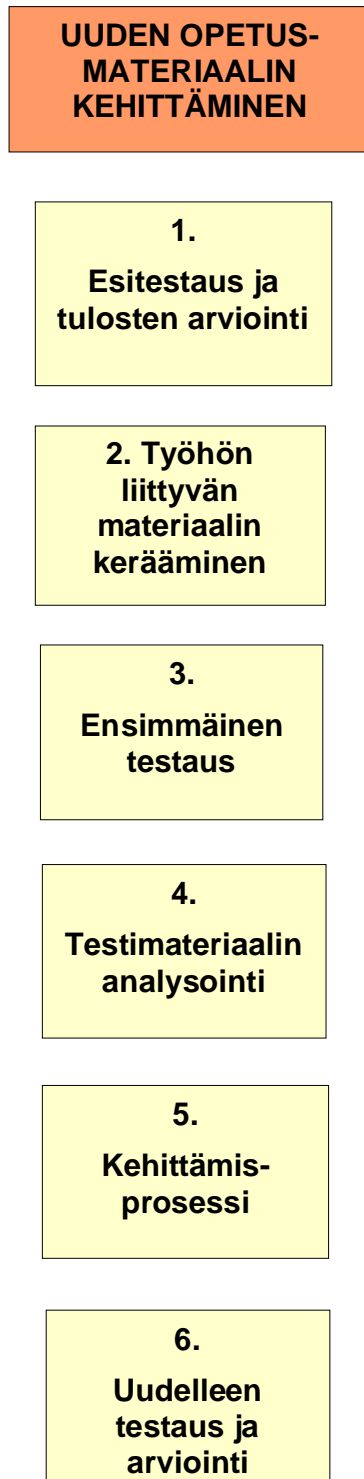 UUDEN OPETUS-
MATERIAALIN
KEHITTÄMINEN
1.
Esitestaus ja
tulosten arviointi
2. Työhön
liittyvän
materiaalin
kerääminen
3.
Ensimmäinen
testaus
4.
Testimateriaalin
analysointi
5.
Kehittämis-
prosessi
6.
Uudelleen
testaus ja
arviointi